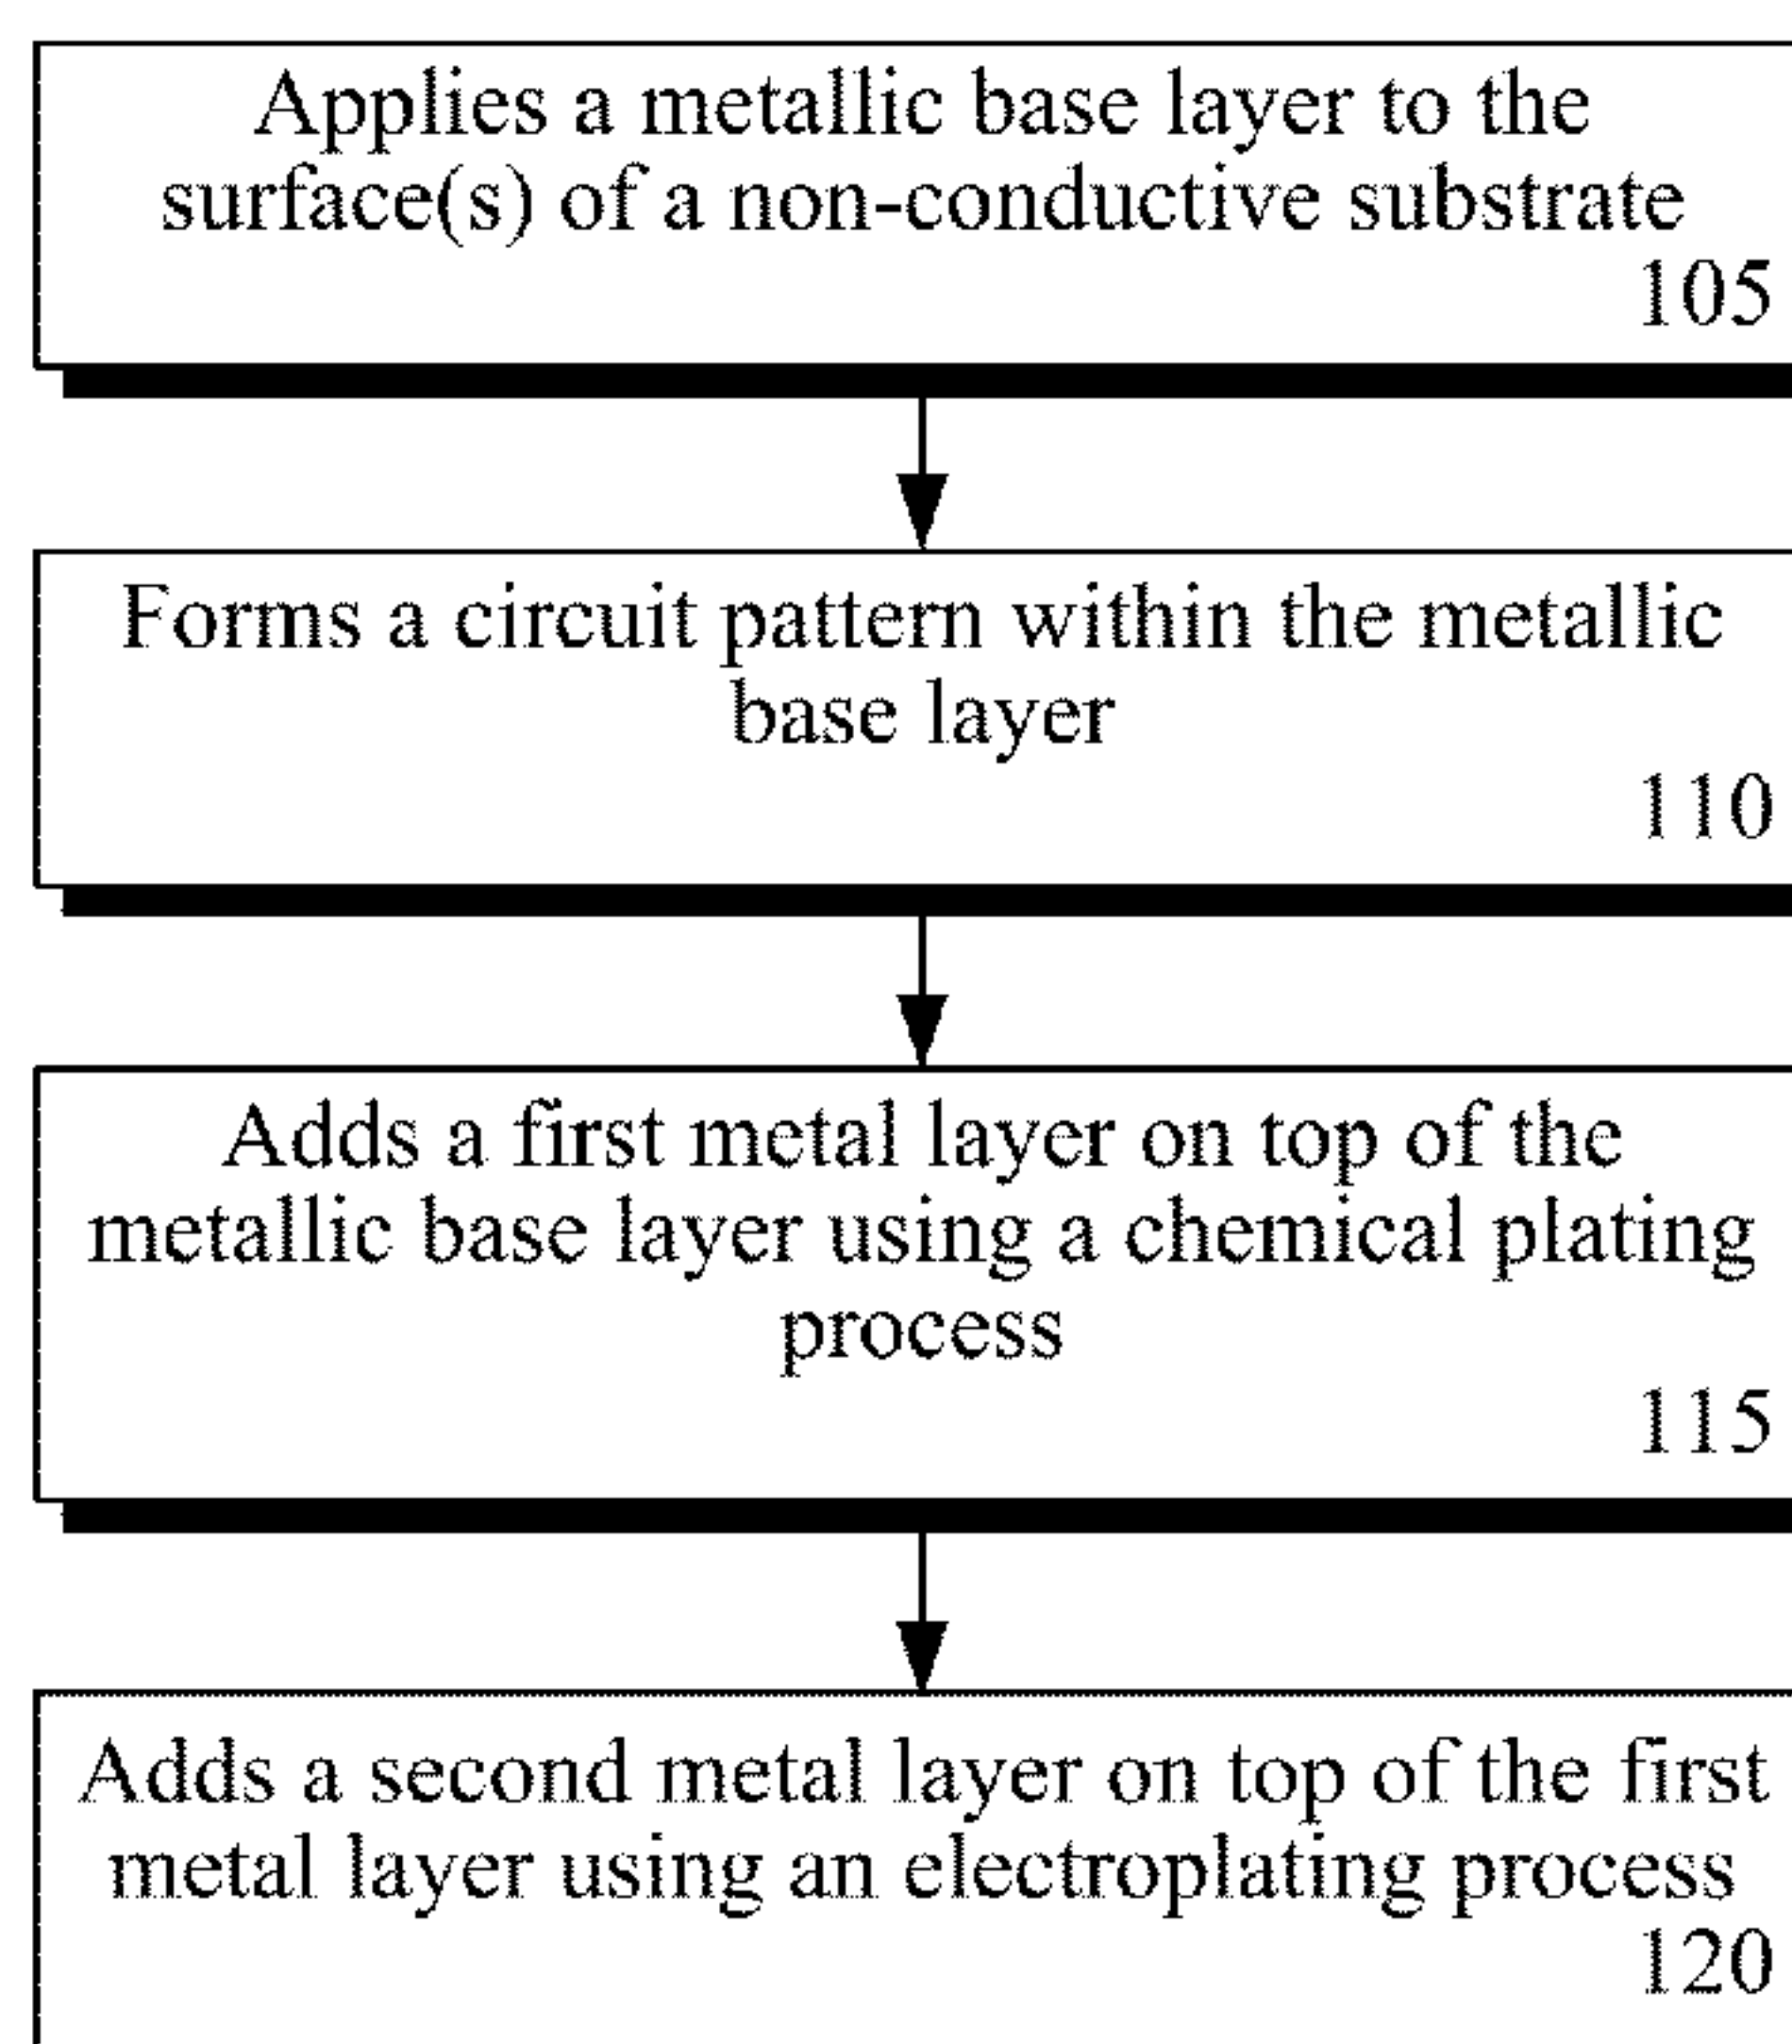 Applies a metallic base layer to the
surface(s) of a non-conductive substrate
105
Forms a circuit pattern within the metallic
base layer
110
Adds a first metal layer on top of the
metallic base layer using a chemical plating
process
115
Adds a second metal layer on top of the first
metal layer using an electroplating process
120